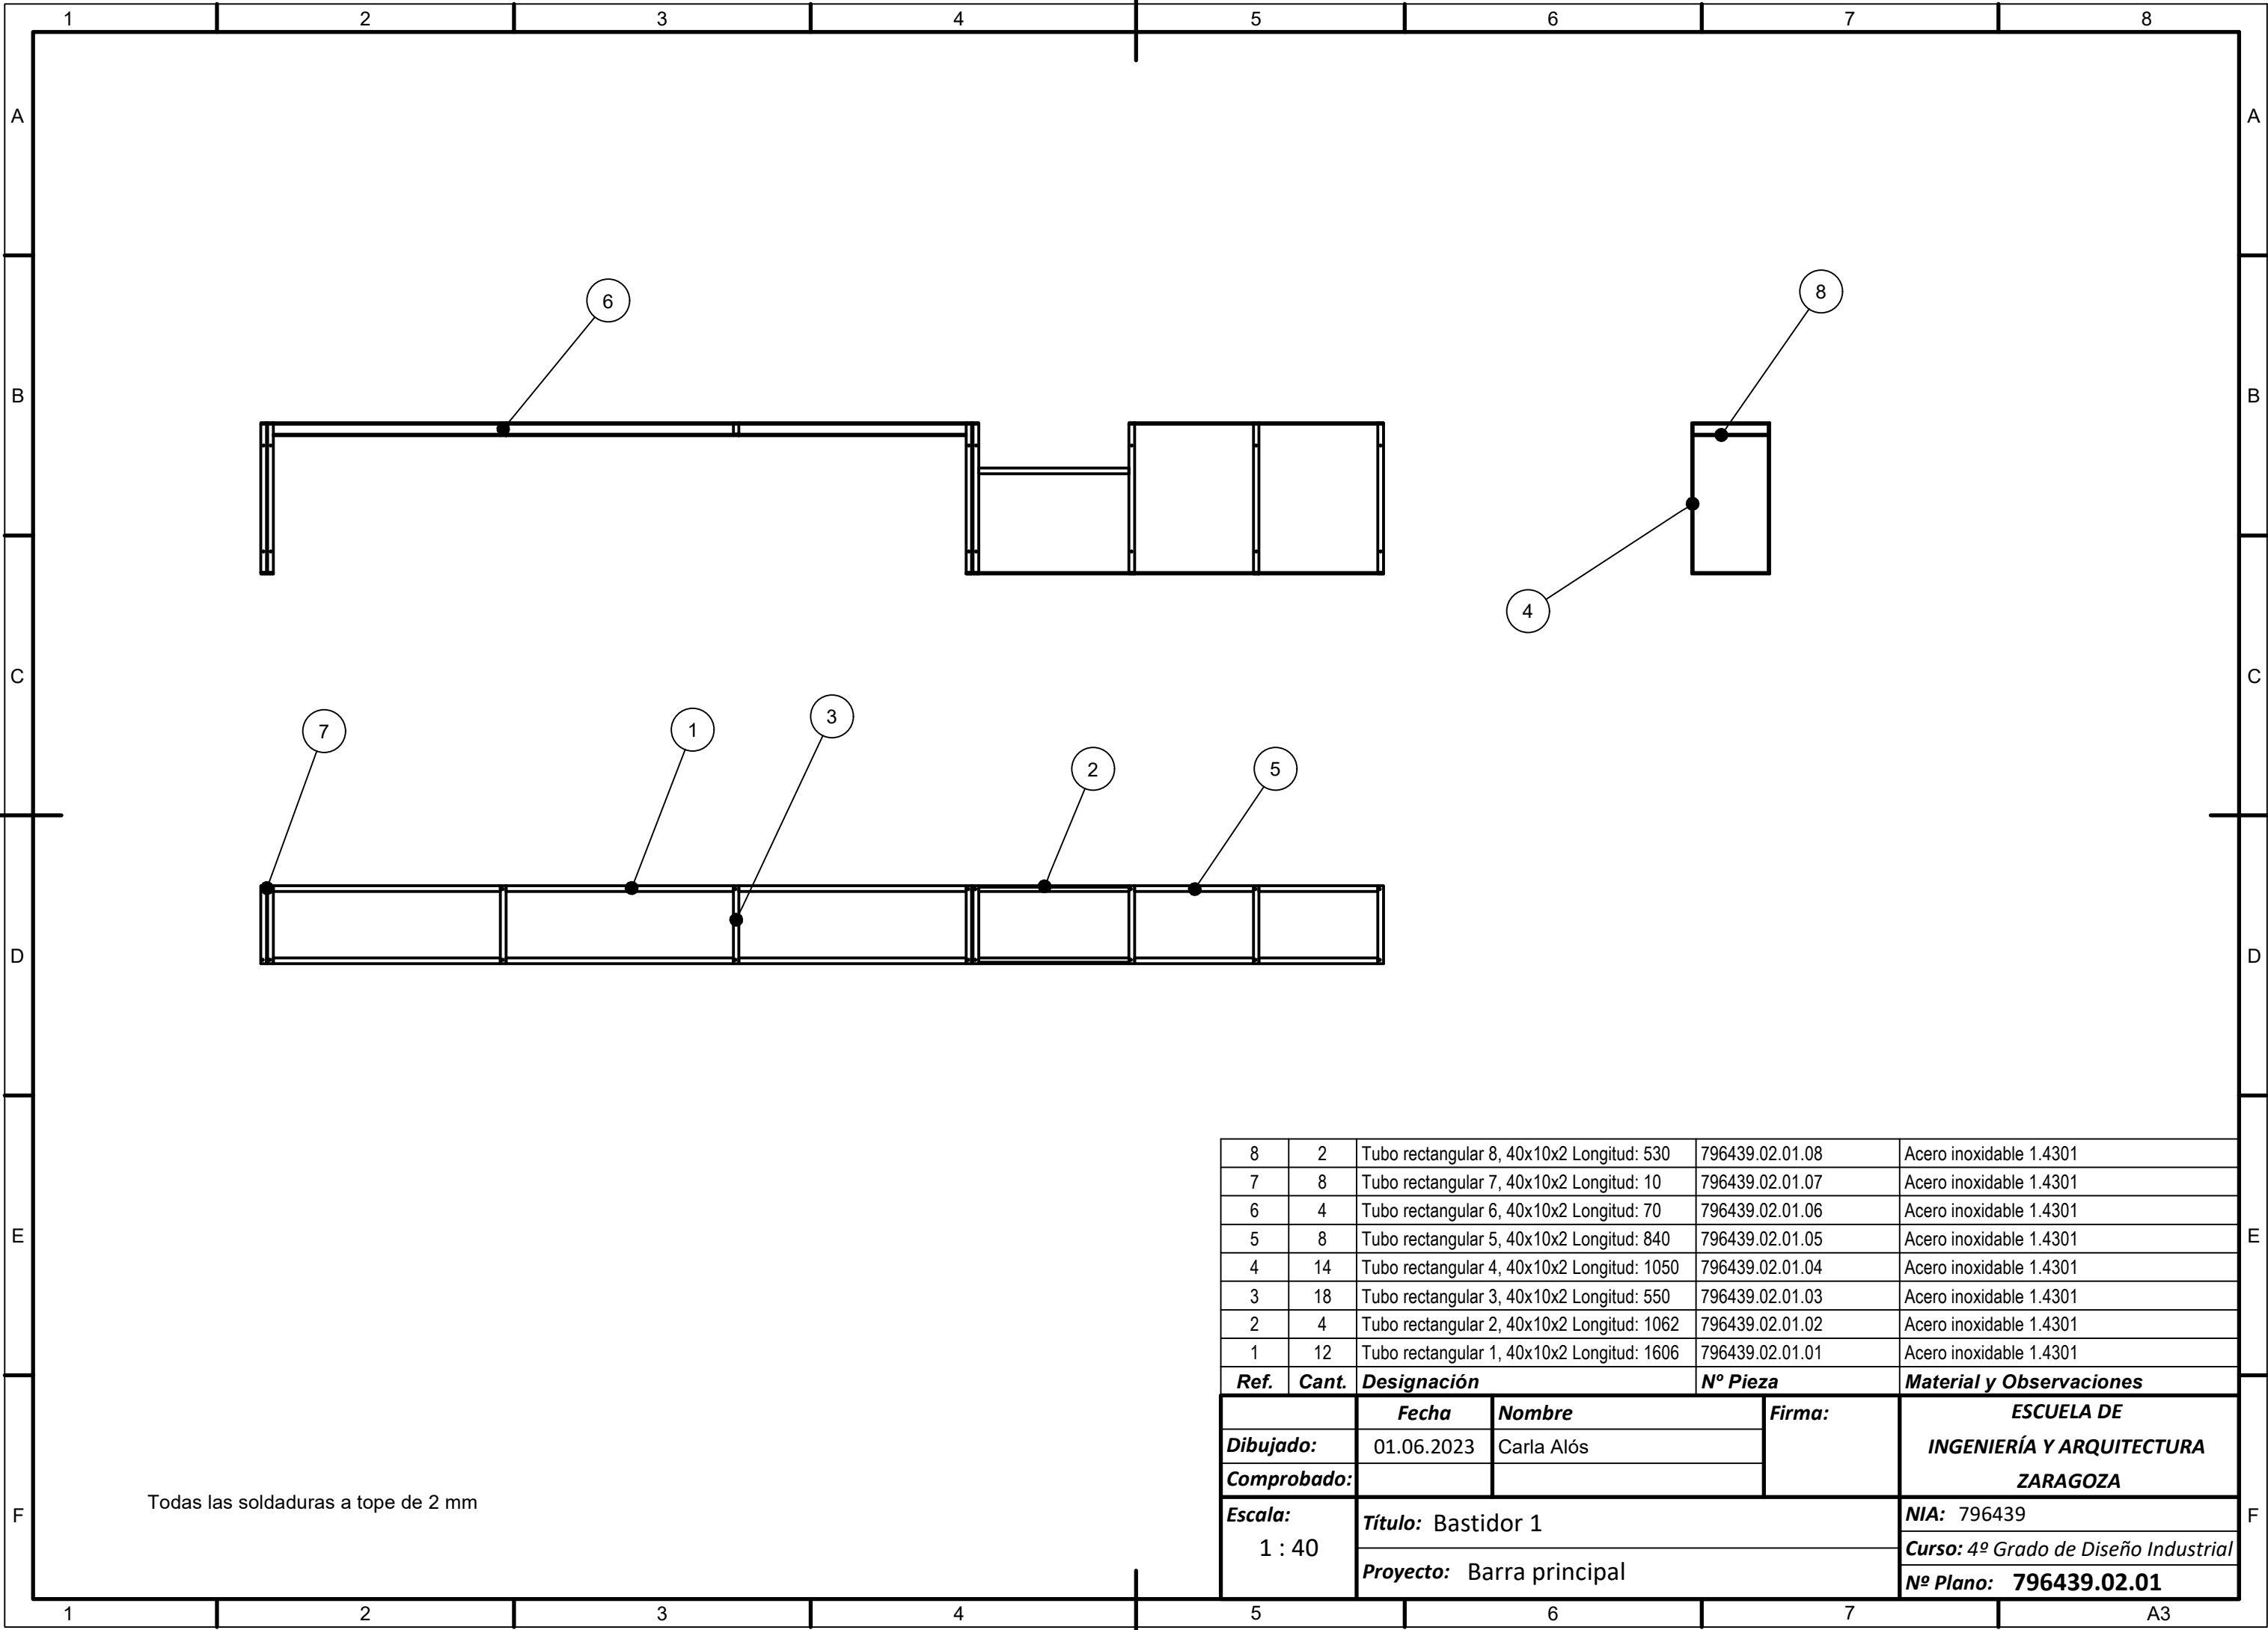 1 2 3 4 5 6 7 8
A A
6 8
B B
4
C C
7 1 3 2 5
D D
8 2 Tubo rectangular 8, 40x10x2 Longitud: 530 796439.02.01.08 Acero inoxidable 1.4301
7 8 Tubo rectangular 7, 40x10x2 Longitud: 10 796439.02.01.07 Acero inoxidable 1.4301
6 4 Tubo rectangular 6, 40x10x2 Longitud: 70 796439.02.01.06 Acero inoxidable 1.4301
E E
5 8 Tubo rectangular 5, 40x10x2 Longitud: 840 796439.02.01.05 Acero inoxidable 1.4301
4 14 Tubo rectangular 4, 40x10x2 Longitud: 1050 796439.02.01.04 Acero inoxidable 1.4301
3 18 Tubo rectangular 3, 40x10x2 Longitud: 550 796439.02.01.03 Acero inoxidable 1.4301
2 4 Tubo rectangular 2, 40x10x2 Longitud: 1062 796439.02.01.02 Acero inoxidable 1.4301
1 12 Tubo rectangular 1, 40x10x2 Longitud: 1606 796439.02.01.01 Acero inoxidable 1.4301
Ref. Cant. Designación Nº Pieza Material y Observaciones
Fecha Nombre Firma: ESCUELA DE
Dibujado: 01.06.2023 Carla Alós INGENIERÍA Y ARQUITECTURA
Comprobado: ZARAGOZA
Todas las soldaduras a tope de 2 mm
F F
Escala: Título: Bastidor 1 NIA: 796439
1 : 40 Curso: 4º Grado de Diseño Industrial
Proyecto: Barra principal Nº Plano: 796439.02.01
1 2 3 4 5 6 7 A3